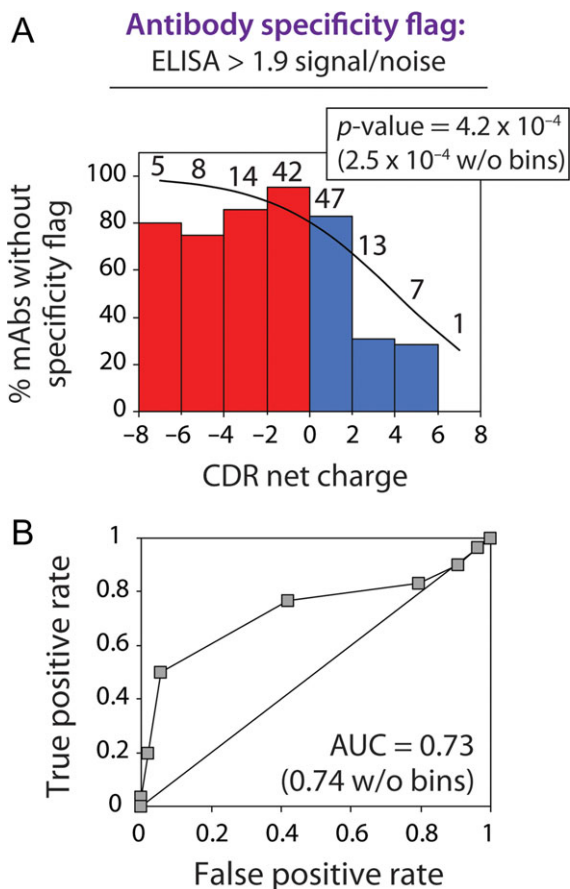 A
Antibody specificity flag:
ELISA > 1.9 signal/noise
p-value = 4.2 x 10⁻⁴
(2.5 x 10⁻⁴ w/o bins)
% mAbs without
specificity flag
100
80
60
40
20
0
5 8 14 42 47 13 7 1
−8 −6 −4 −2 0 2 4 6 8
CDR net charge
B
True positive rate
1
0.8
0.6
0.4
0.2
0
AUC = 0.73
(0.74 w/o bins)
0 0.2 0.4 0.6 0.8 1
False positive rate